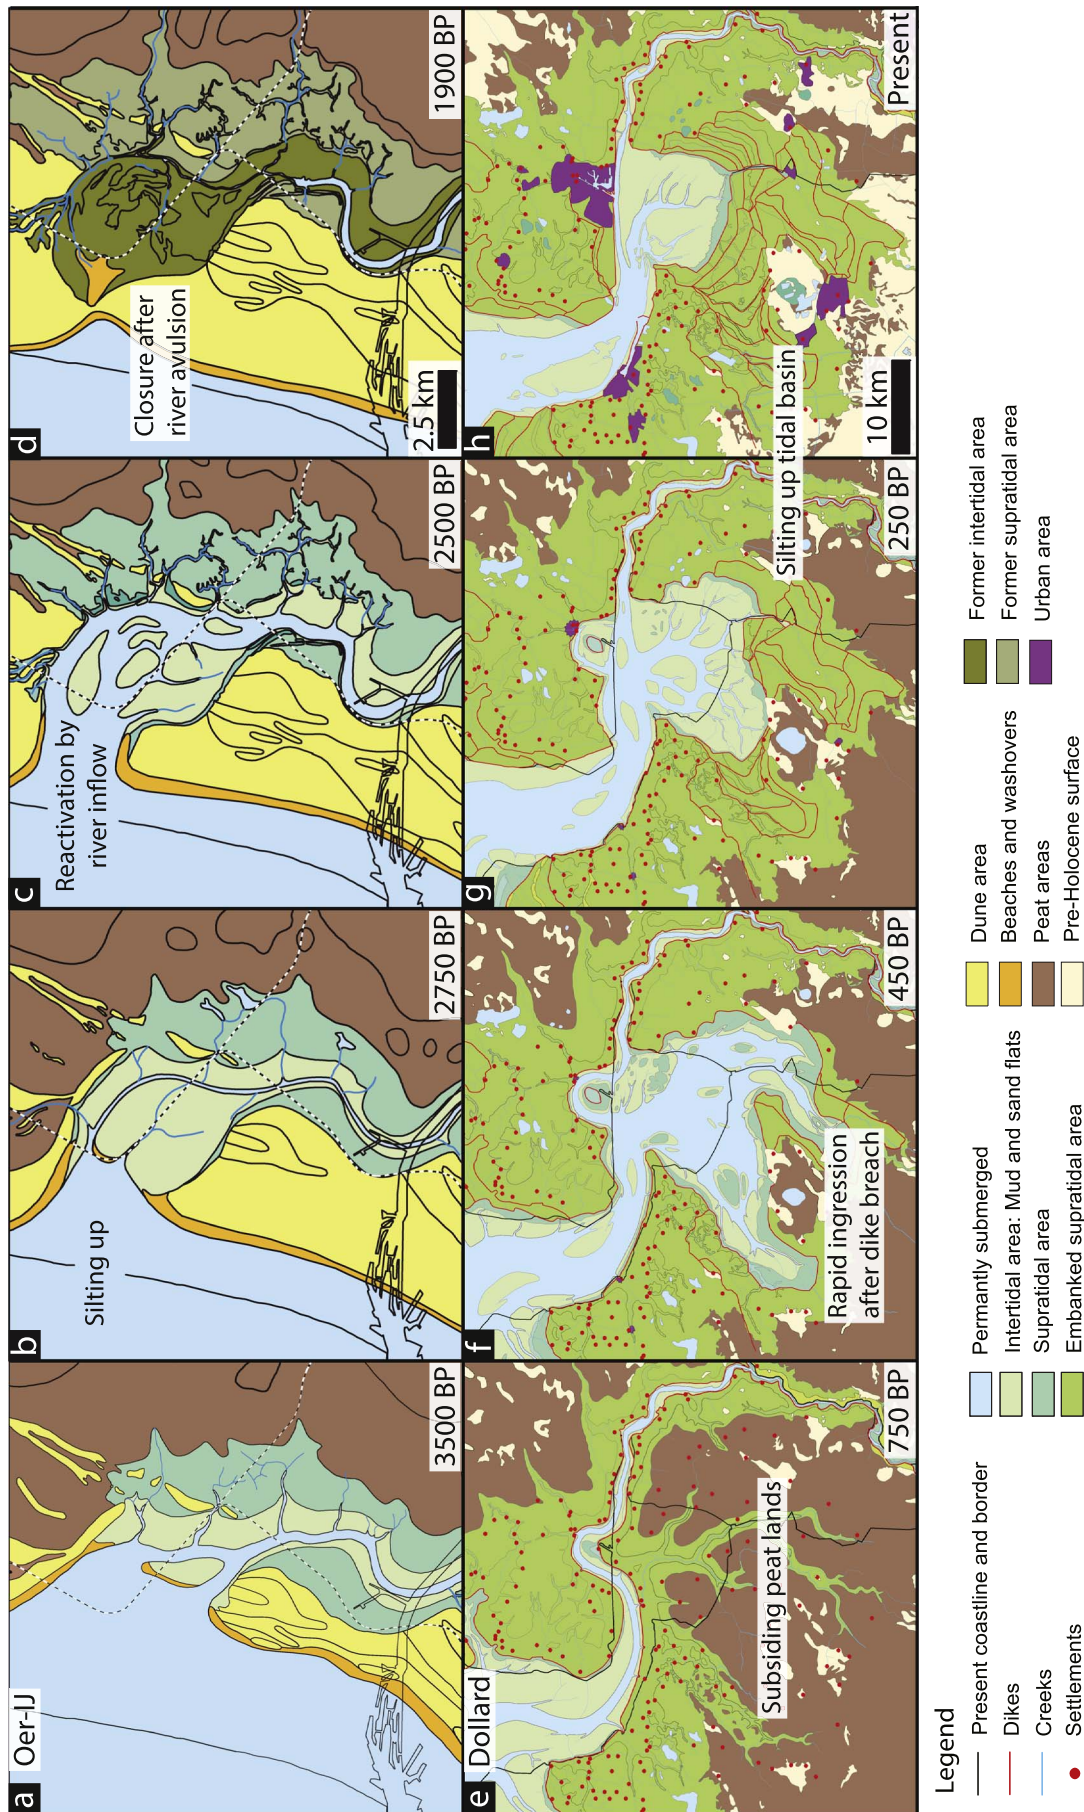 a
Oer-IJ
3500 BP
b
Silting up
2750 BP
c
Reactivation by
river inflow
2500 BP
d
Closure after
river avulsion
2.5 km
1900 BP
e
Dollard
Subsiding peat lands
750 BP
f
Rapid ingression
after dike breach
450 BP
g
Silting up tidal basin
250 BP
h
10 km
Present
Legend
Present coastline and border
Dikes
Creeks
Settlements
Permantly submerged
Intertidal area: Mud and sand flats
Supratidal area
Embanked supratidal area
Dune area
Beaches and washovers
Peat areas
Pre-Holocene surface
Former intertidal area
Former supratidal area
Urban area